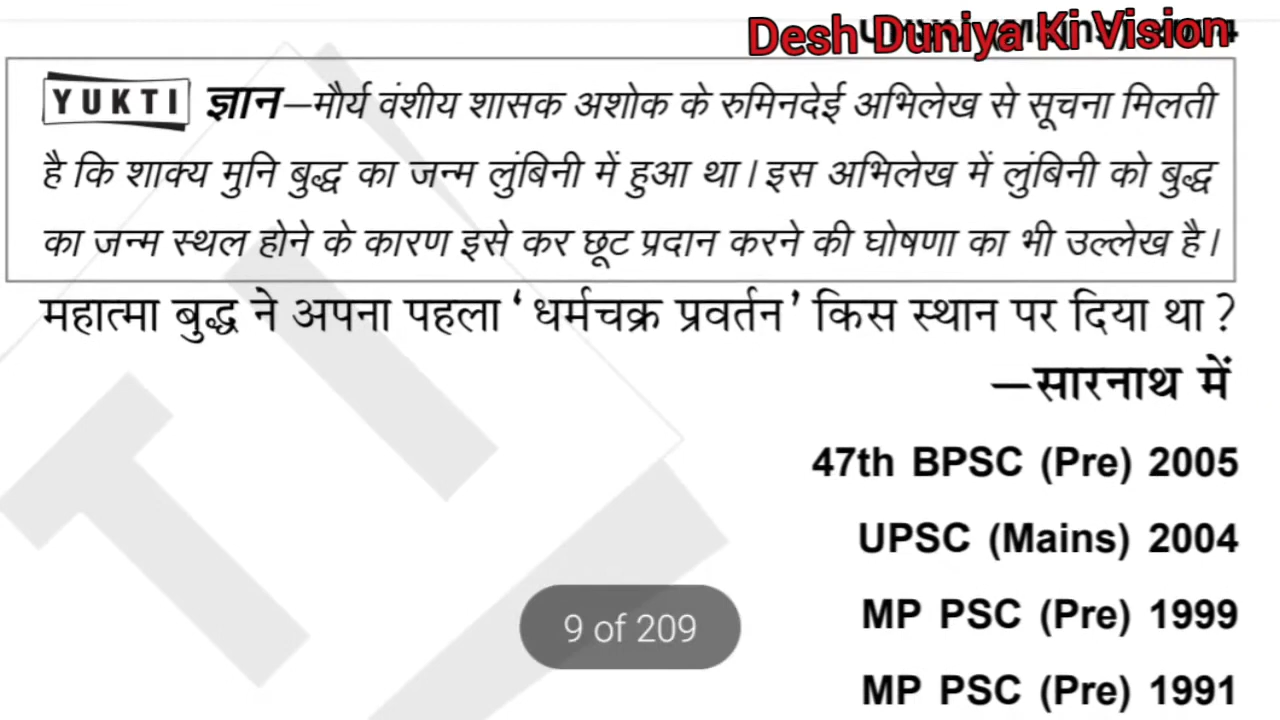 Desh Duniya Ki Vision
YUKTI ज्ञान—मौर्य वंशीय शासक अशोक के रुमिनदेई अभिलेख से सूचना मिलती
है कि शाक्य मुनि बुद्ध का जन्म लुंबिनी में हुआ था। इस अभिलेख में लुंबिनी को बुद्ध
का जन्म स्थल होने के कारण इसे कर छूट प्रदान करने की घोषणा का भी उल्लेख है।
महात्मा बुद्ध ने अपना पहला ‘धर्मचक्र प्रवर्तन’ किस स्थान पर दिया था ?
—सारनाथ में
47th BPSC (Pre) 2005
UPSC (Mains) 2004
9 of 209
MP PSC (Pre) 1999
MP PSC (Pre) 1991